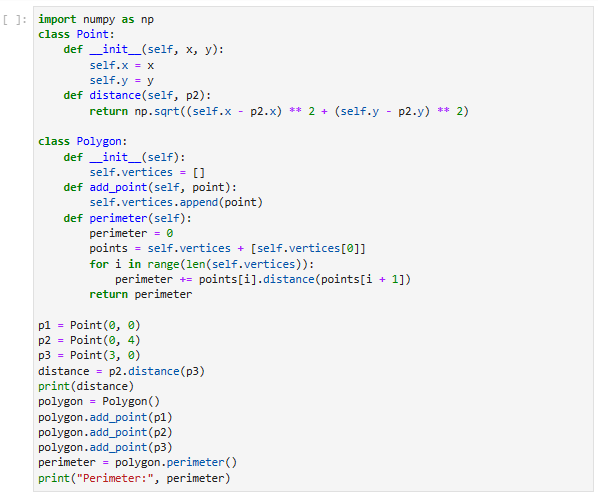 [ ]: import numpy as np
class Point:
    def __init__(self, x, y):
        self.x = x
        self.y = y
    def distance(self, p2):
        return np.sqrt((self.x - p2.x) ** 2 + (self.y - p2.y) ** 2)

class Polygon:
    def __init__(self):
        self.vertices = []
    def add_point(self, point):
        self.vertices.append(point)
    def perimeter(self):
        perimeter = 0
        points = self.vertices + [self.vertices[0]]
        for i in range(len(self.vertices)):
            perimeter += points[i].distance(points[i + 1])
        return perimeter

p1 = Point(0, 0)
p2 = Point(0, 4)
p3 = Point(3, 0)
distance = p2.distance(p3)
print(distance)
polygon = Polygon()
polygon.add_point(p1)
polygon.add_point(p2)
polygon.add_point(p3)
perimeter = polygon.perimeter()
print("Perimeter:", perimeter)